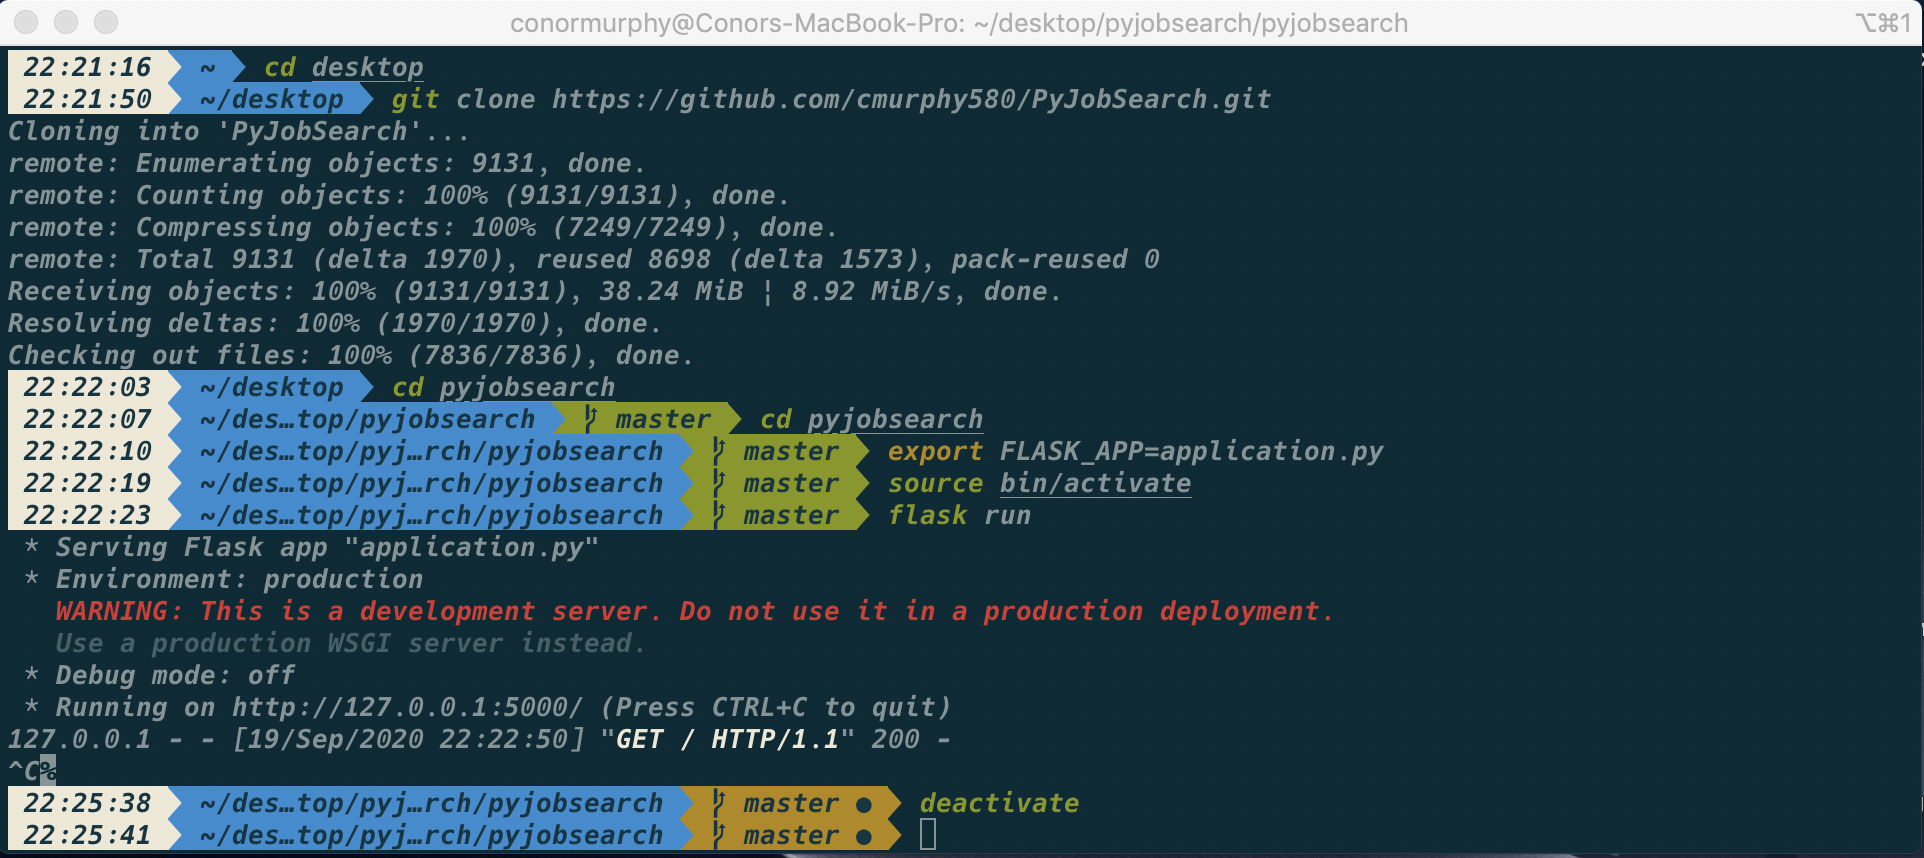 conormurphy@Conors-MacBook-Pro: ~/desktop/pyjobsearch/pyjobsearch ⌥⌘1
22:21:16 ~ cd desktop
22:21:50 ~/desktop git clone https://github.com/cmurphy580/PyJobSearch.git
Cloning into 'PyJobSearch'...
remote: Enumerating objects: 9131, done.
remote: Counting objects: 100% (9131/9131), done.
remote: Compressing objects: 100% (7249/7249), done.
remote: Total 9131 (delta 1970), reused 8698 (delta 1573), pack-reused 0
Receiving objects: 100% (9131/9131), 38.24 MiB | 8.92 MiB/s, done.
Resolving deltas: 100% (1970/1970), done.
Checking out files: 100% (7836/7836), done.
22:22:03 ~/desktop cd pyjobsearch
22:22:07 ~/des…top/pyjobsearch master cd pyjobsearch
22:22:10 ~/des…top/pyj…rch/pyjobsearch master export FLASK_APP=application.py
22:22:19 ~/des…top/pyj…rch/pyjobsearch master source bin/activate
22:22:23 ~/des…top/pyj…rch/pyjobsearch master flask run
* Serving Flask app "application.py"
* Environment: production
WARNING: This is a development server. Do not use it in a production deployment.
Use a production WSGI server instead.
* Debug mode: off
* Running on http://127.0.0.1:5000/ (Press CTRL+C to quit)
127.0.0.1 - - [19/Sep/2020 22:22:50] "GET / HTTP/1.1" 200 -
^C%
22:25:38 ~/des…top/pyj…rch/pyjobsearch master ● deactivate
22:25:41 ~/des…top/pyj…rch/pyjobsearch master ●